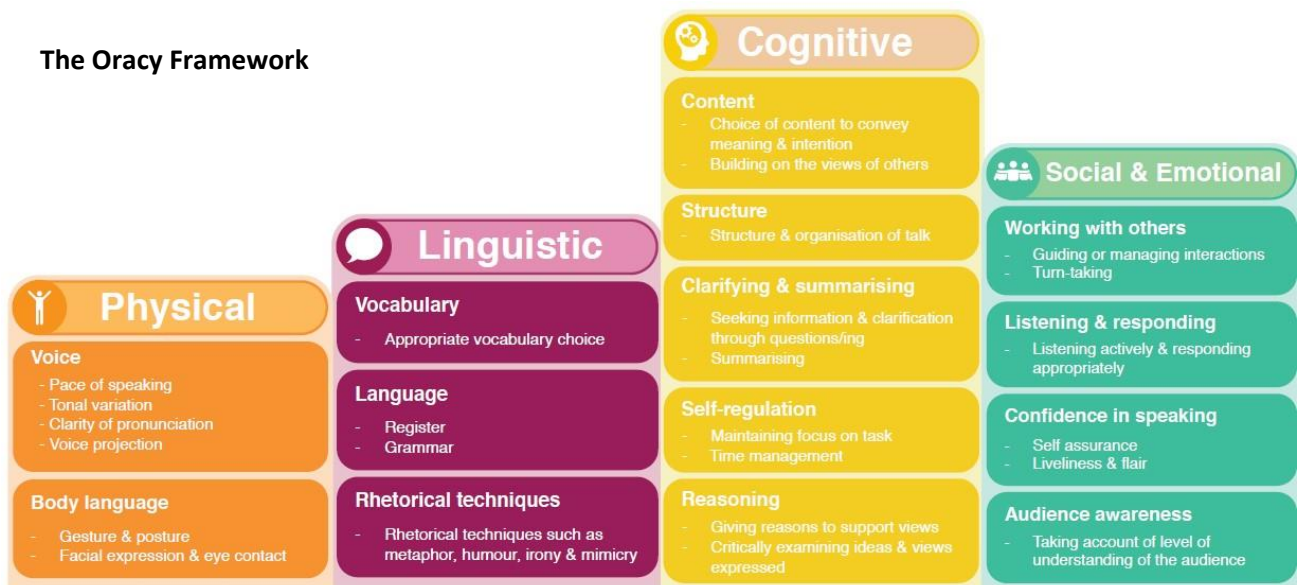 The Oracy Framework
Physical
Voice
- Pace of speaking
- Tonal variation
- Clarity of pronunciation
- Voice projection
Body language
- Gesture & posture
- Facial expression & eye contact
Linguistic
Vocabulary
- Appropriate vocabulary choice
Language
- Register
- Grammar
Rhetorical techniques
- Rhetorical techniques such as
metaphor, humour, irony & mimicry
Cognitive
Content
- Choice of content to convey
meaning & intention
- Building on the views of others
Structure
- Structure & organisation of talk
Clarifying & summarising
- Seeking information & clarification
through questions/ing
- Summarising
Self-regulation
- Maintaining focus on task
- Time management
Reasoning
- Giving reasons to support views
- Critically examining ideas & views
expressed
Social & Emotional
Working with others
- Guiding or managing interactions
- Turn-taking
Listening & responding
- Listening actively & responding
appropriately
Confidence in speaking
- Self assurance
- Liveliness & flair
Audience awareness
- Taking account of level of
understanding of the audience